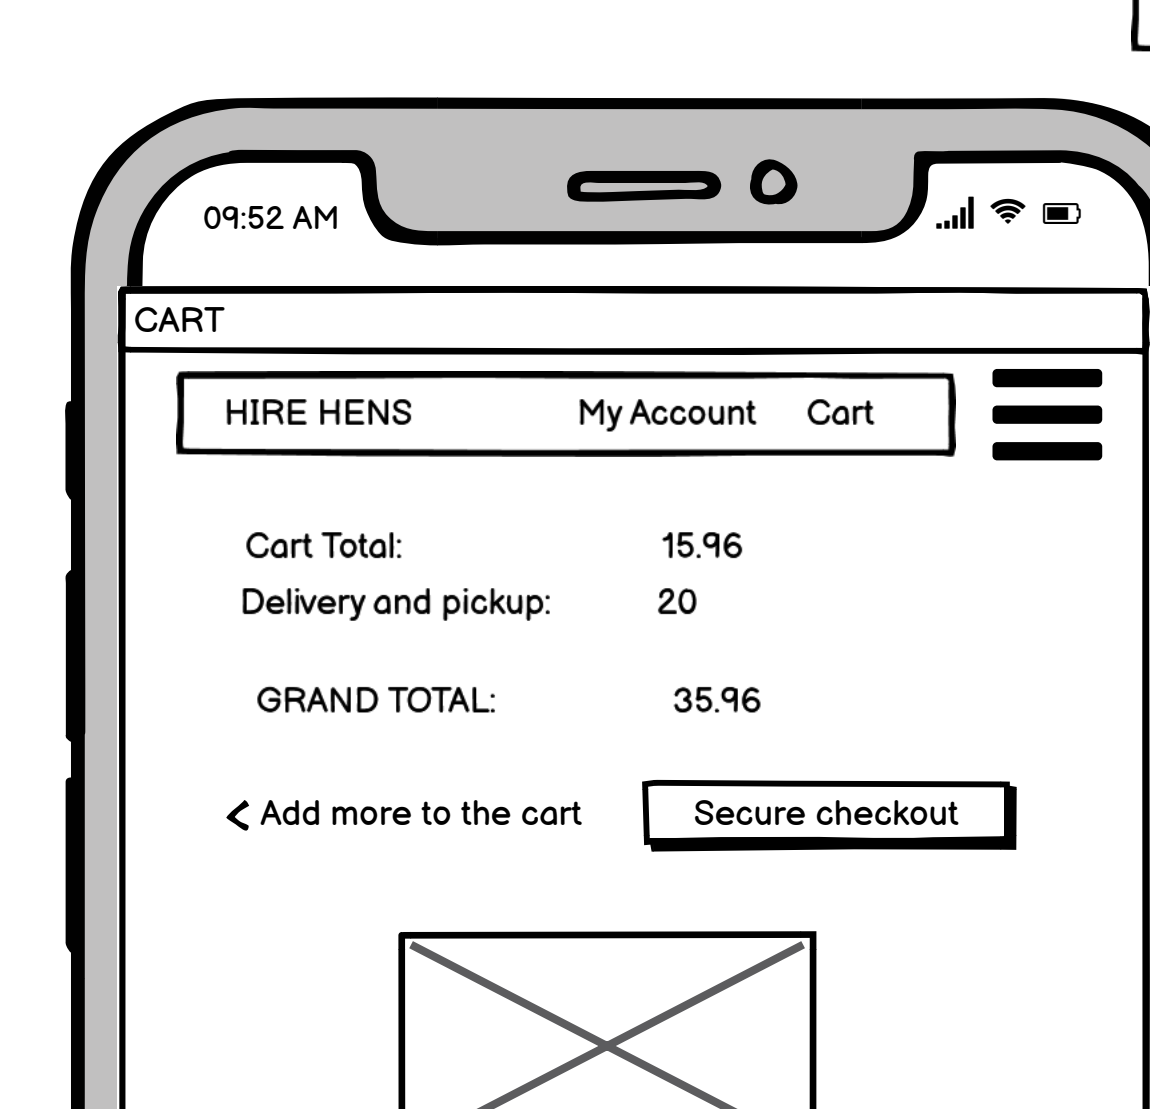 09:52 AM
CART
HIRE HENS My Account Cart
Cart Total: 15.96
Delivery and pickup: 20
GRAND TOTAL: 35.96
Add more to the cart Secure checkout